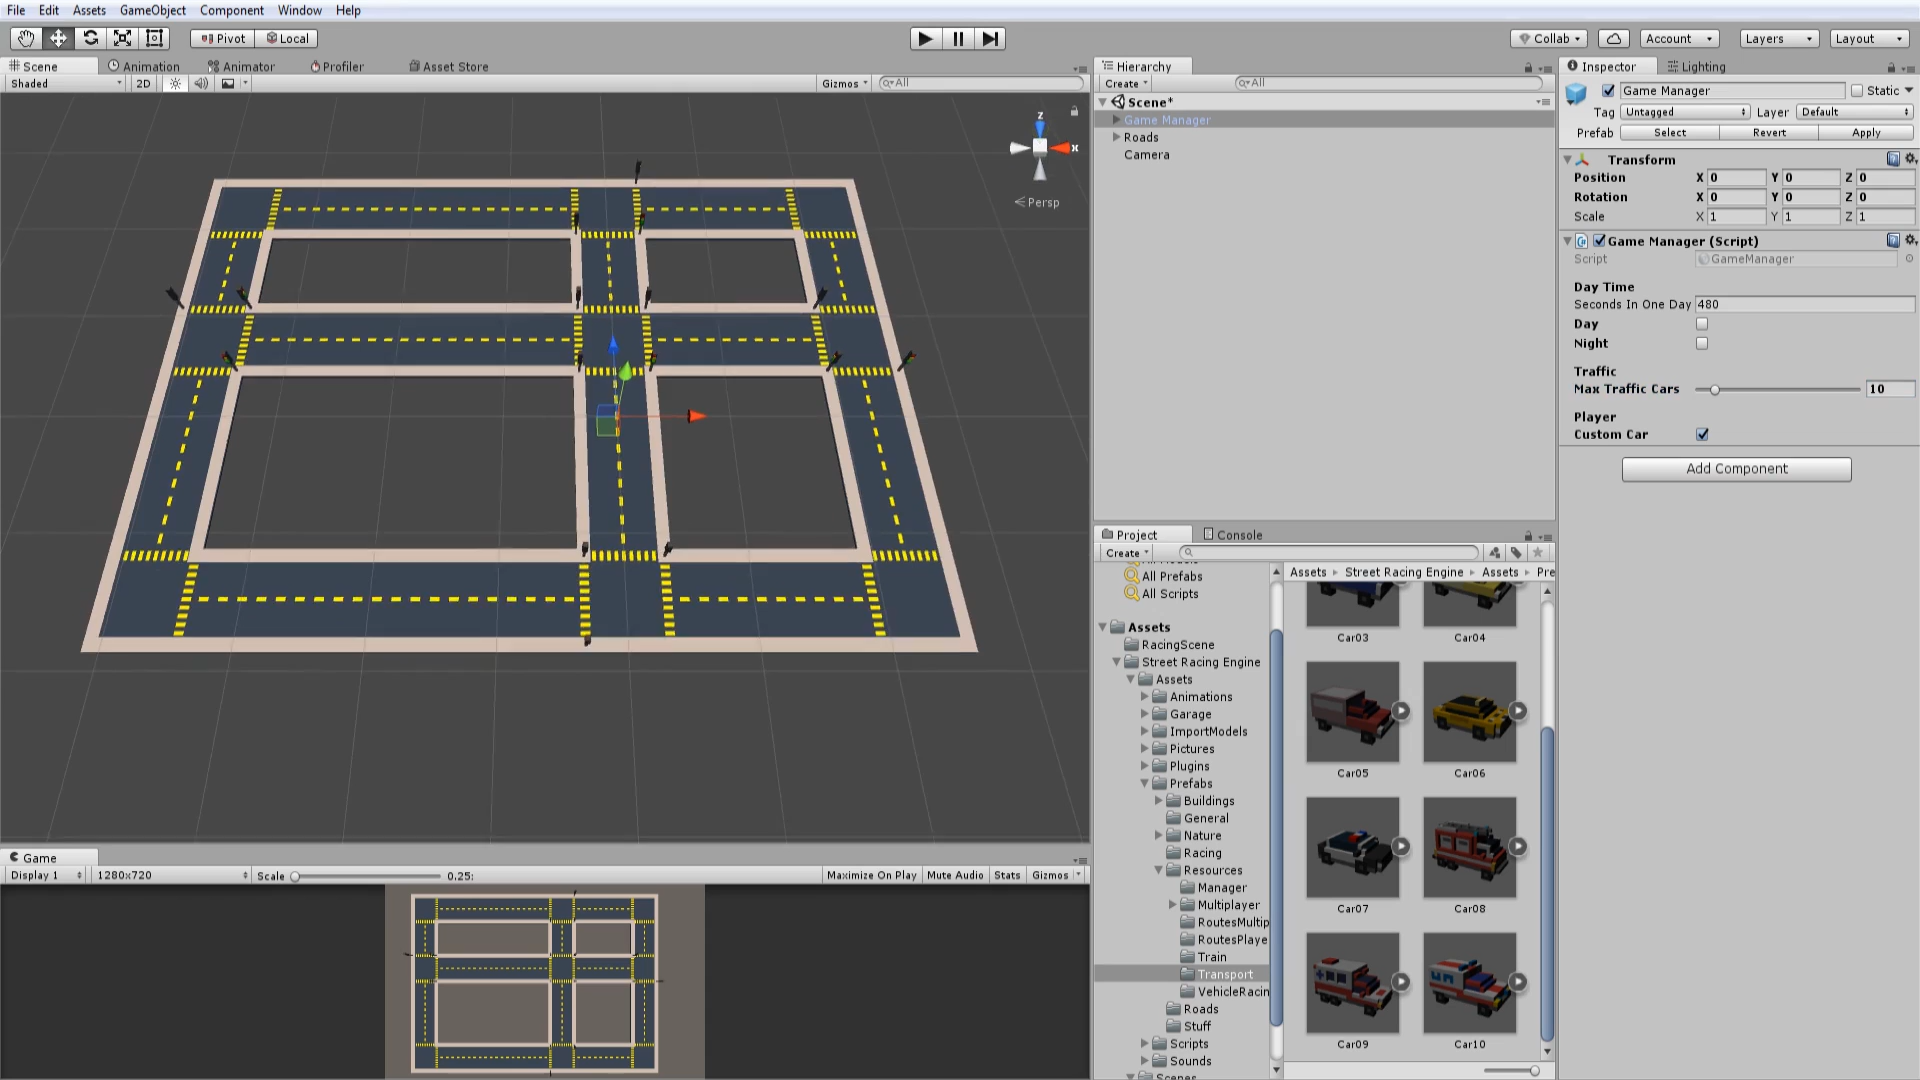 File Edit Assets GameObject Component Window Help
Pivot Local
Collab Account Layers Layout
Scene Animation Animator Profiler Asset Store
Shaded 2D Gizmos All
z
x
Persp
Game
Display 1 1280x720 Scale 0.25: Maximize On Play Mute Audio Stats Gizmos
Hierarchy
Create All
Scene*
Game Manager
Roads
Camera
Project Console
Create
All Prefabs
All Scripts
Assets
RacingScene
Street Racing Engine
Assets
Animations
Garage
ImportModels
Pictures
Plugins
Prefabs
Buildings
General
Nature
Racing
Resources
Manager
Multiplayer
RoutesMultip
RoutesPlaye
Train
Transport
VehicleRacin
Roads
Stuff
Scripts
Sounds
Scenes
Assets Street Racing Engine Assets Pre
Car03 Car04
Car05 Car06
Car07 Car08
Car09 Car10
Inspector Lighting
Game Manager Static
Tag Untagged Layer Default
Prefab Select Revert Apply
Transform
Position X 0 Y 0 Z 0
Rotation X 0 Y 0 Z 0
Scale X 1 Y 1 Z 1
Game Manager (Script)
Script GameManager
Day Time
Seconds In One Day 480
Day
Night
Traffic
Max Traffic Cars 10
Player
Custom Car
Add Component